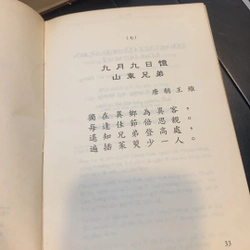 (七)
九月九日憶
山東兄弟
唐朝王維
獨在異鄉為異客，
每逢佳節倍思親。
遙知兄弟登高處，
遍插茱萸少一人。
33